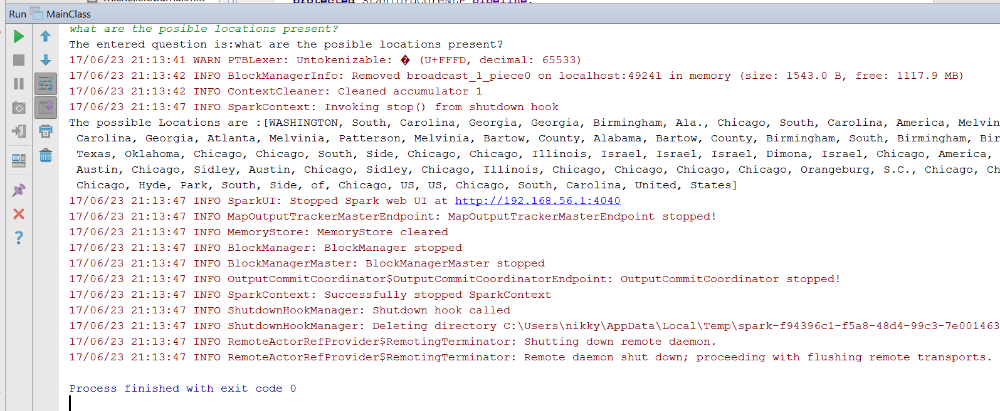 protected StanfordCoreNLP pipeline;
Run MainClass
what are the posible locations present?
The entered question is:what are the posible locations present?
17/06/23 21:13:41 WARN PTBLexer: Untokenizable: � (U+FFFD, decimal: 65533)
17/06/23 21:13:42 INFO BlockManagerInfo: Removed broadcast_1_piece0 on localhost:49241 in memory (size: 1543.0 B, free: 1117.9 MB)
17/06/23 21:13:42 INFO ContextCleaner: Cleaned accumulator 1
17/06/23 21:13:47 INFO SparkContext: Invoking stop() from shutdown hook
The possible Locations are :[WASHINGTON, South, Carolina, Georgia, Georgia, Birmingham, Ala., Chicago, South, Carolina, America, Melvin
Carolina, Georgia, Atlanta, Melvinia, Patterson, Melvinia, Bartow, County, Alabama, Bartow, County, Birmingham, South, Birmingham, Bir
Texas, Oklahoma, Chicago, Chicago, South, Side, Chicago, Chicago, Illinois, Israel, Israel, Israel, Dimona, Israel, Chicago, America,
Austin, Chicago, Sidley, Austin, Chicago, Sidley, Chicago, Illinois, Chicago, Chicago, Chicago, Chicago, Orangeburg, S.C., Chicago, Ch
Chicago, Hyde, Park, South, Side, of, Chicago, US, US, Chicago, South, Carolina, United, States]
17/06/23 21:13:47 INFO SparkUI: Stopped Spark web UI at http://192.168.56.1:4040
17/06/23 21:13:47 INFO MapOutputTrackerMasterEndpoint: MapOutputTrackerMasterEndpoint stopped!
17/06/23 21:13:47 INFO MemoryStore: MemoryStore cleared
17/06/23 21:13:47 INFO BlockManager: BlockManager stopped
17/06/23 21:13:47 INFO BlockManagerMaster: BlockManagerMaster stopped
17/06/23 21:13:47 INFO OutputCommitCoordinator$OutputCommitCoordinatorEndpoint: OutputCommitCoordinator stopped!
17/06/23 21:13:47 INFO SparkContext: Successfully stopped SparkContext
17/06/23 21:13:47 INFO ShutdownHookManager: Shutdown hook called
17/06/23 21:13:47 INFO ShutdownHookManager: Deleting directory C:\Users\nikky\AppData\Local\Temp\spark-f94396c1-f5a8-48d4-99c3-7e001463
17/06/23 21:13:47 INFO RemoteActorRefProvider$RemotingTerminator: Shutting down remote daemon.
17/06/23 21:13:47 INFO RemoteActorRefProvider$RemotingTerminator: Remote daemon shut down; proceeding with flushing remote transports.
Process finished with exit code 0